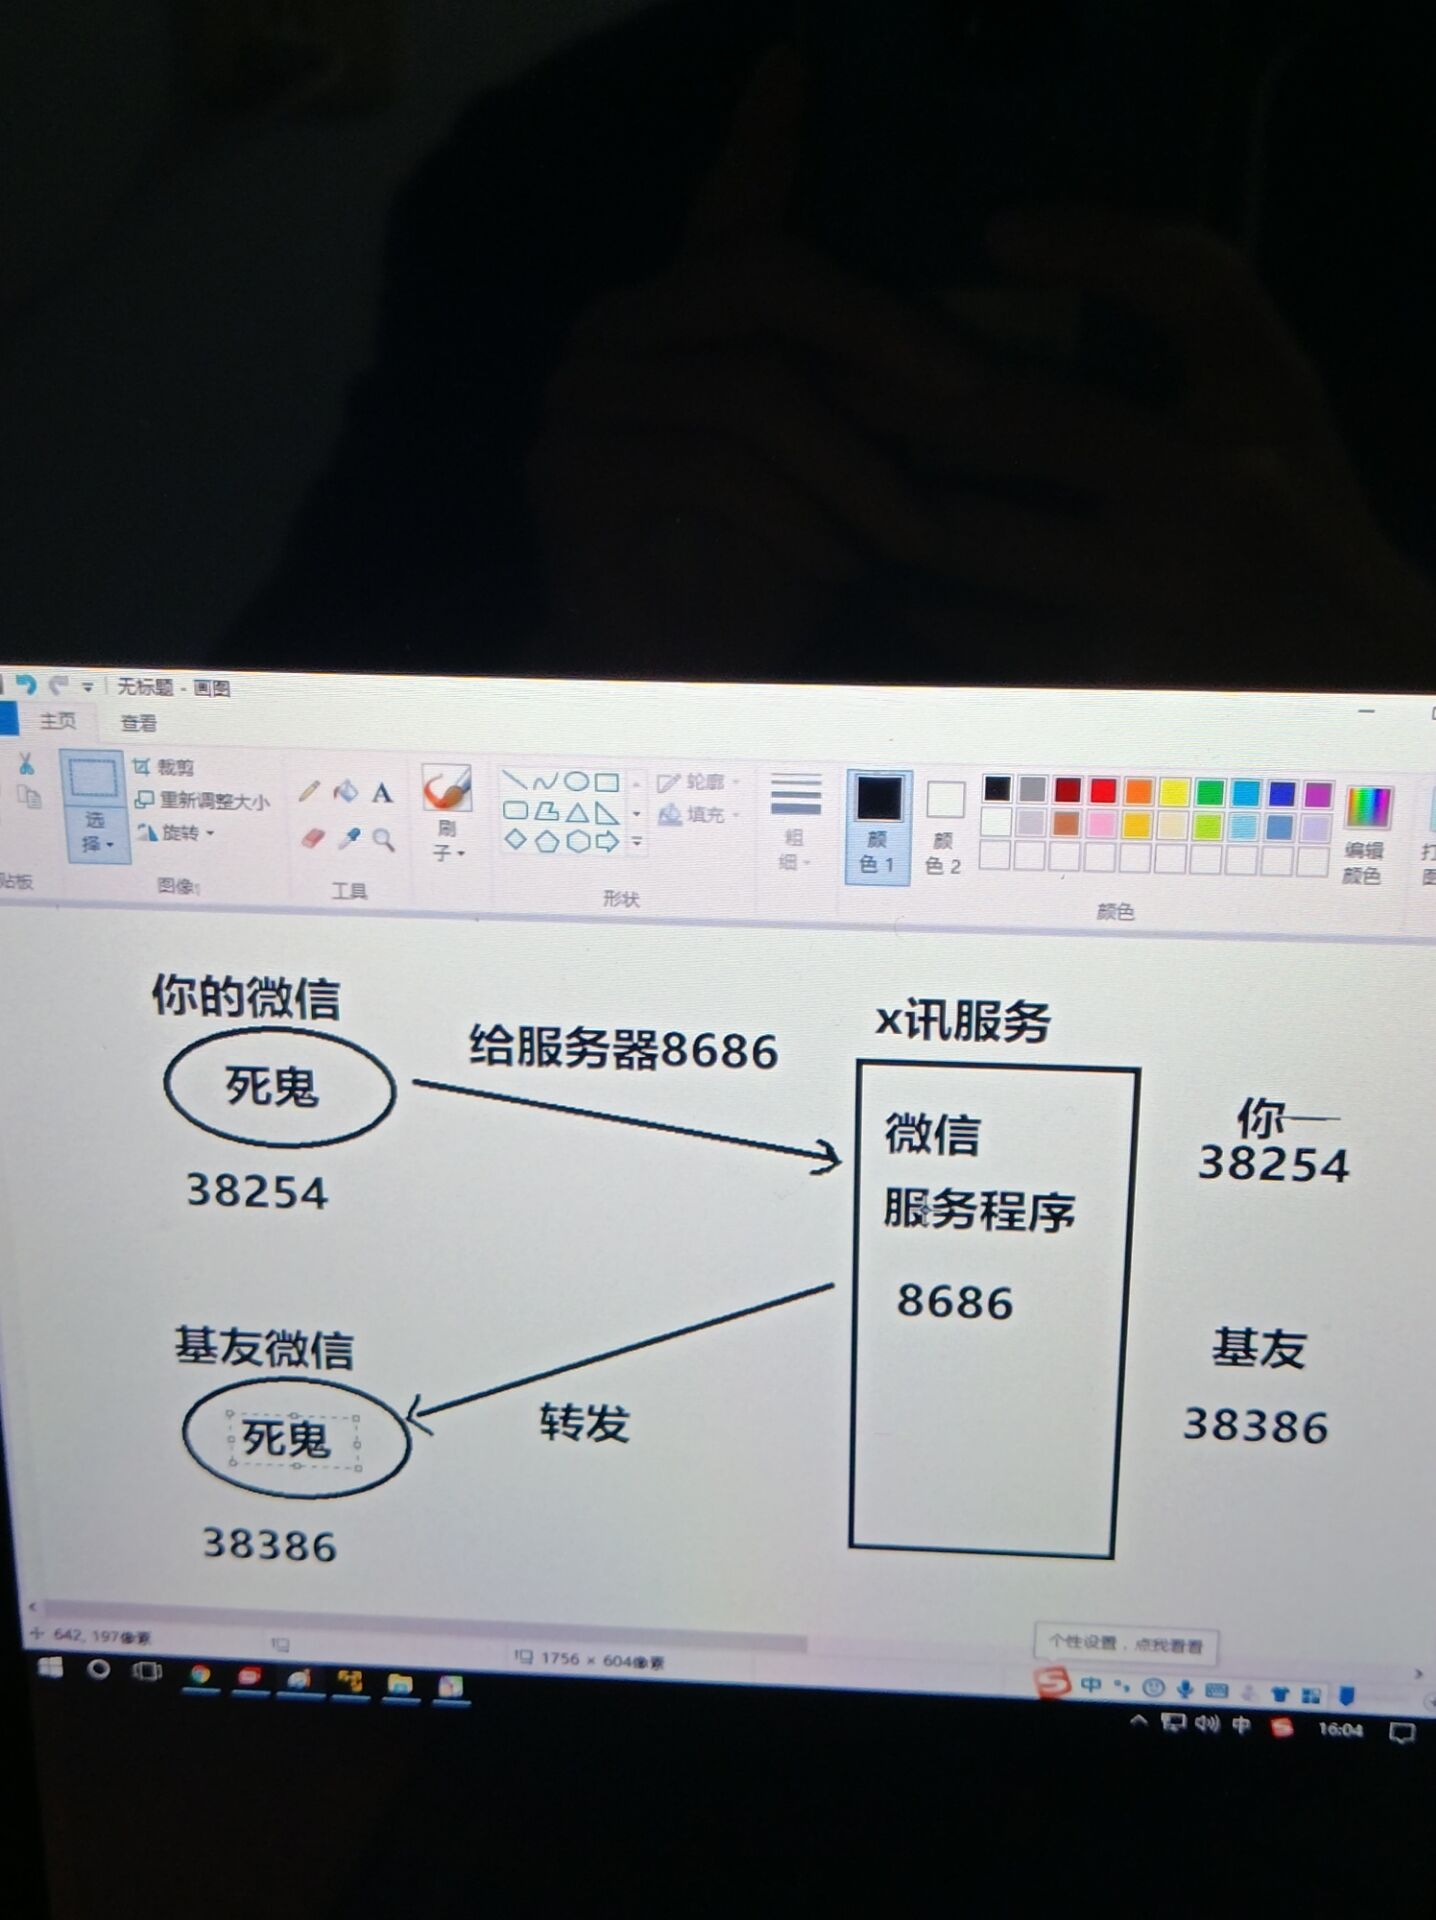 无标题 - 画图
主页 查看
裁剪
重新调整大小
旋转
选
择
图像
A
工具
刷
子
轮廓
填充
形状
粗
细
颜
色 1
颜
色 2
编辑
颜色
颜色
贴板
你的微信
死鬼
38254
给服务器8686
x讯服务
微信
服务程序
8686
你一
38254
基友微信
死鬼
38386
转发
基友
38386
642, 197像素
1756 × 604像素
个性设置，点我看看
中
中
16:04